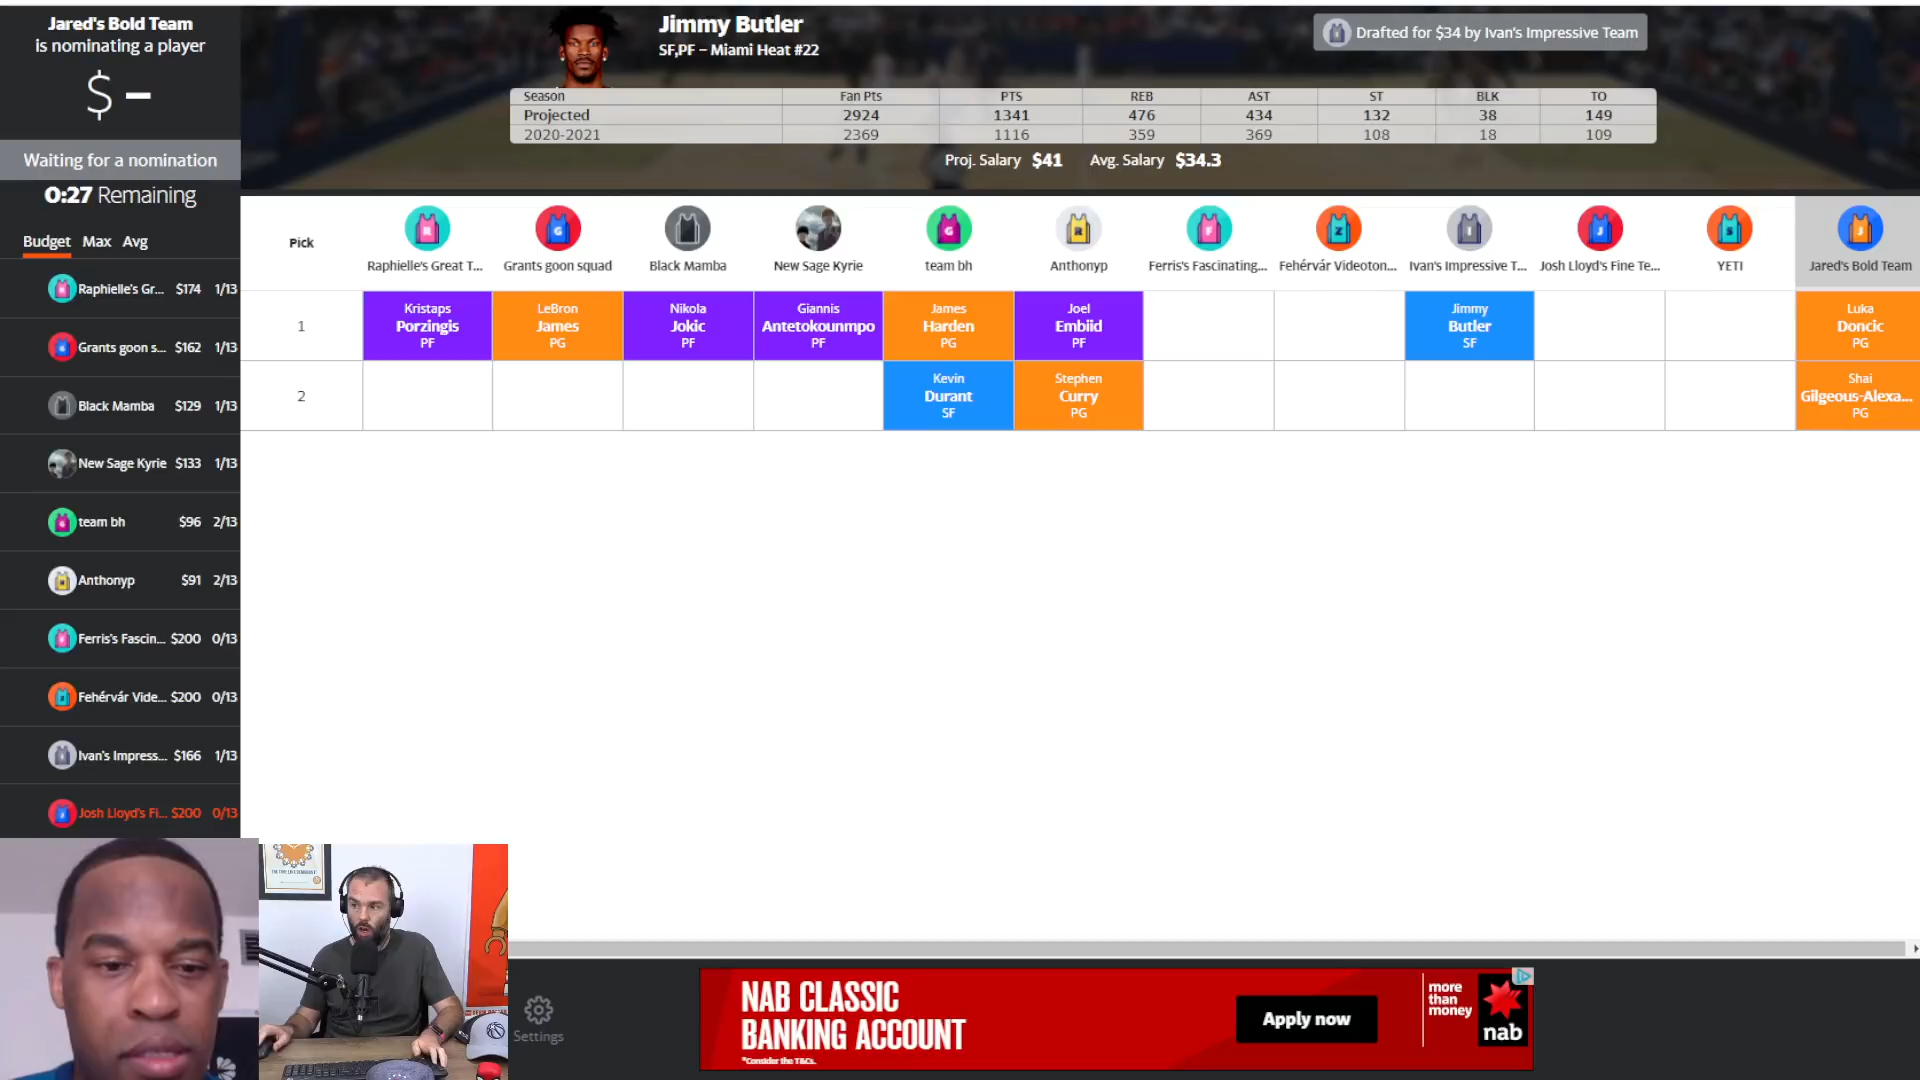 Jared's Bold Team
is nominating a player
$ –
Waiting for a nomination
0:27 Remaining
Budget Max Avg
Raphielle's Gr... $174 1/13
Grants goon s... $162 1/13
Black Mamba $129 1/13
New Sage Kyrie $133 1/13
team bh $96 2/13
Anthonyp $91 2/13
Ferris's Fascin... $200 0/13
Fehérvár Vide... $200 0/13
Ivan's Impress... $166 1/13
Josh Lloyd's Fi... $200 0/13
Jimmy Butler
SF,PF – Miami Heat #22
Drafted for $34 by Ivan's Impressive Team
Season Fan Pts PTS REB AST ST BLK TO
Projected 2924 1341 476 434 132 38 149
2020-2021 2369 1116 359 369 108 18 109
Proj. Salary $41 Avg. Salary $34.3
Pick
Raphielle's Great T... Grants goon squad Black Mamba New Sage Kyrie team bh Anthonyp Ferris's Fascinating... Fehérvár Videoton... Ivan's Impressive T... Josh Lloyd's Fine Te... YETI Jared's Bold Team
1
Kristaps
Porzingis
PF
LeBron
James
PG
Nikola
Jokic
PF
Giannis
Antetokounmpo
PF
James
Harden
PG
Joel
Embiid
PF
Jimmy
Butler
SF
Luka
Doncic
PG
2
Kevin
Durant
SF
Stephen
Curry
PG
Shai
Gilgeous-Alexa...
PG
Settings
NAB CLASSIC
BANKING ACCOUNT
*Consider the T&Cs.
Apply now
more
than
money
nab